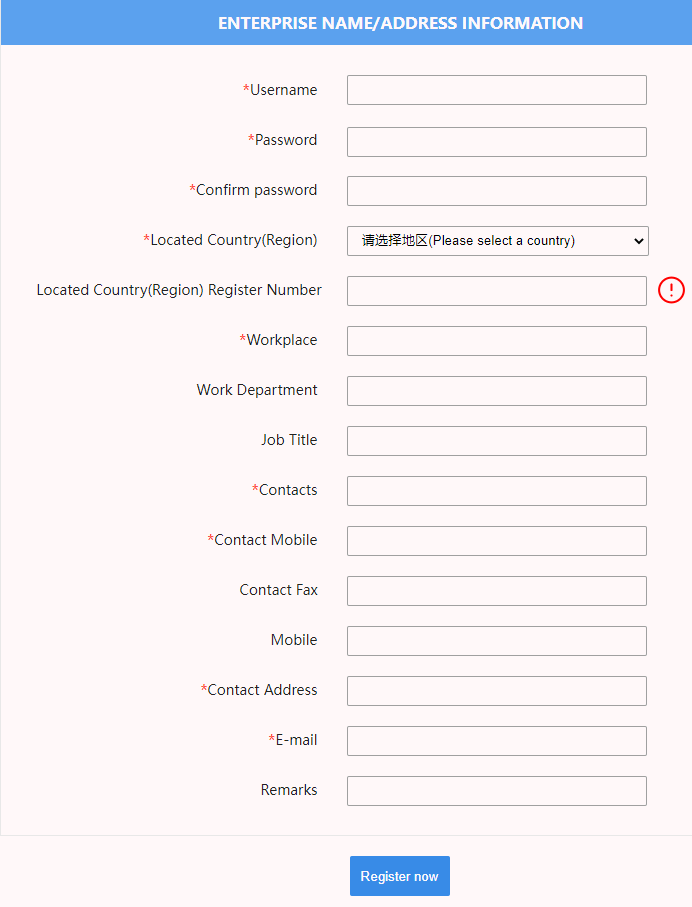 ENTERPRISE NAME/ADDRESS INFORMATION
*Username
*Password
*Confirm password
*Located Country(Region) 请选择地区(Please select a country)
Located Country(Region) Register Number
*Workplace
Work Department
Job Title
*Contacts
*Contact Mobile
Contact Fax
Mobile
*Contact Address
*E-mail
Remarks
Register now